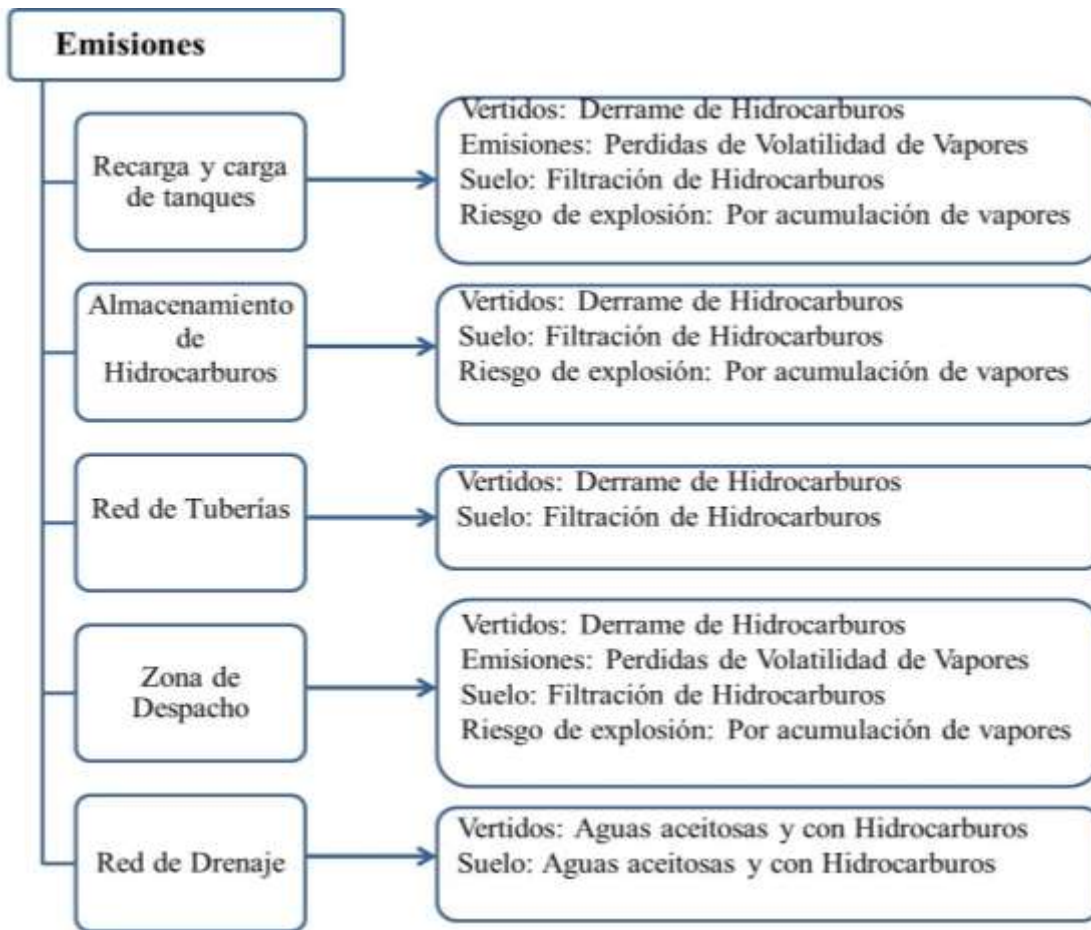 Emisiones
Recarga y carga
de tanques
Vertidos: Derrame de Hidrocarburos
Emisiones: Perdidas de Volatilidad de Vapores
Suelo: Filtración de Hidrocarburos
Riesgo de explosión: Por acumulación de vapores
Almacenamiento
de
Hidrocarburos
Vertidos: Derrame de Hidrocarburos
Suelo: Filtración de Hidrocarburos
Riesgo de explosión: Por acumulación de vapores
Red de Tuberías
Vertidos: Derrame de Hidrocarburos
Suelo: Filtración de Hidrocarburos
Zona de
Despacho
Vertidos: Derrame de Hidrocarburos
Emisiones: Perdidas de Volatilidad de Vapores
Suelo: Filtración de Hidrocarburos
Riesgo de explosión: Por acumulación de vapores
Red de Drenaje
Vertidos: Aguas aceitosas y con Hidrocarburos
Suelo: Aguas aceitosas y con Hidrocarburos